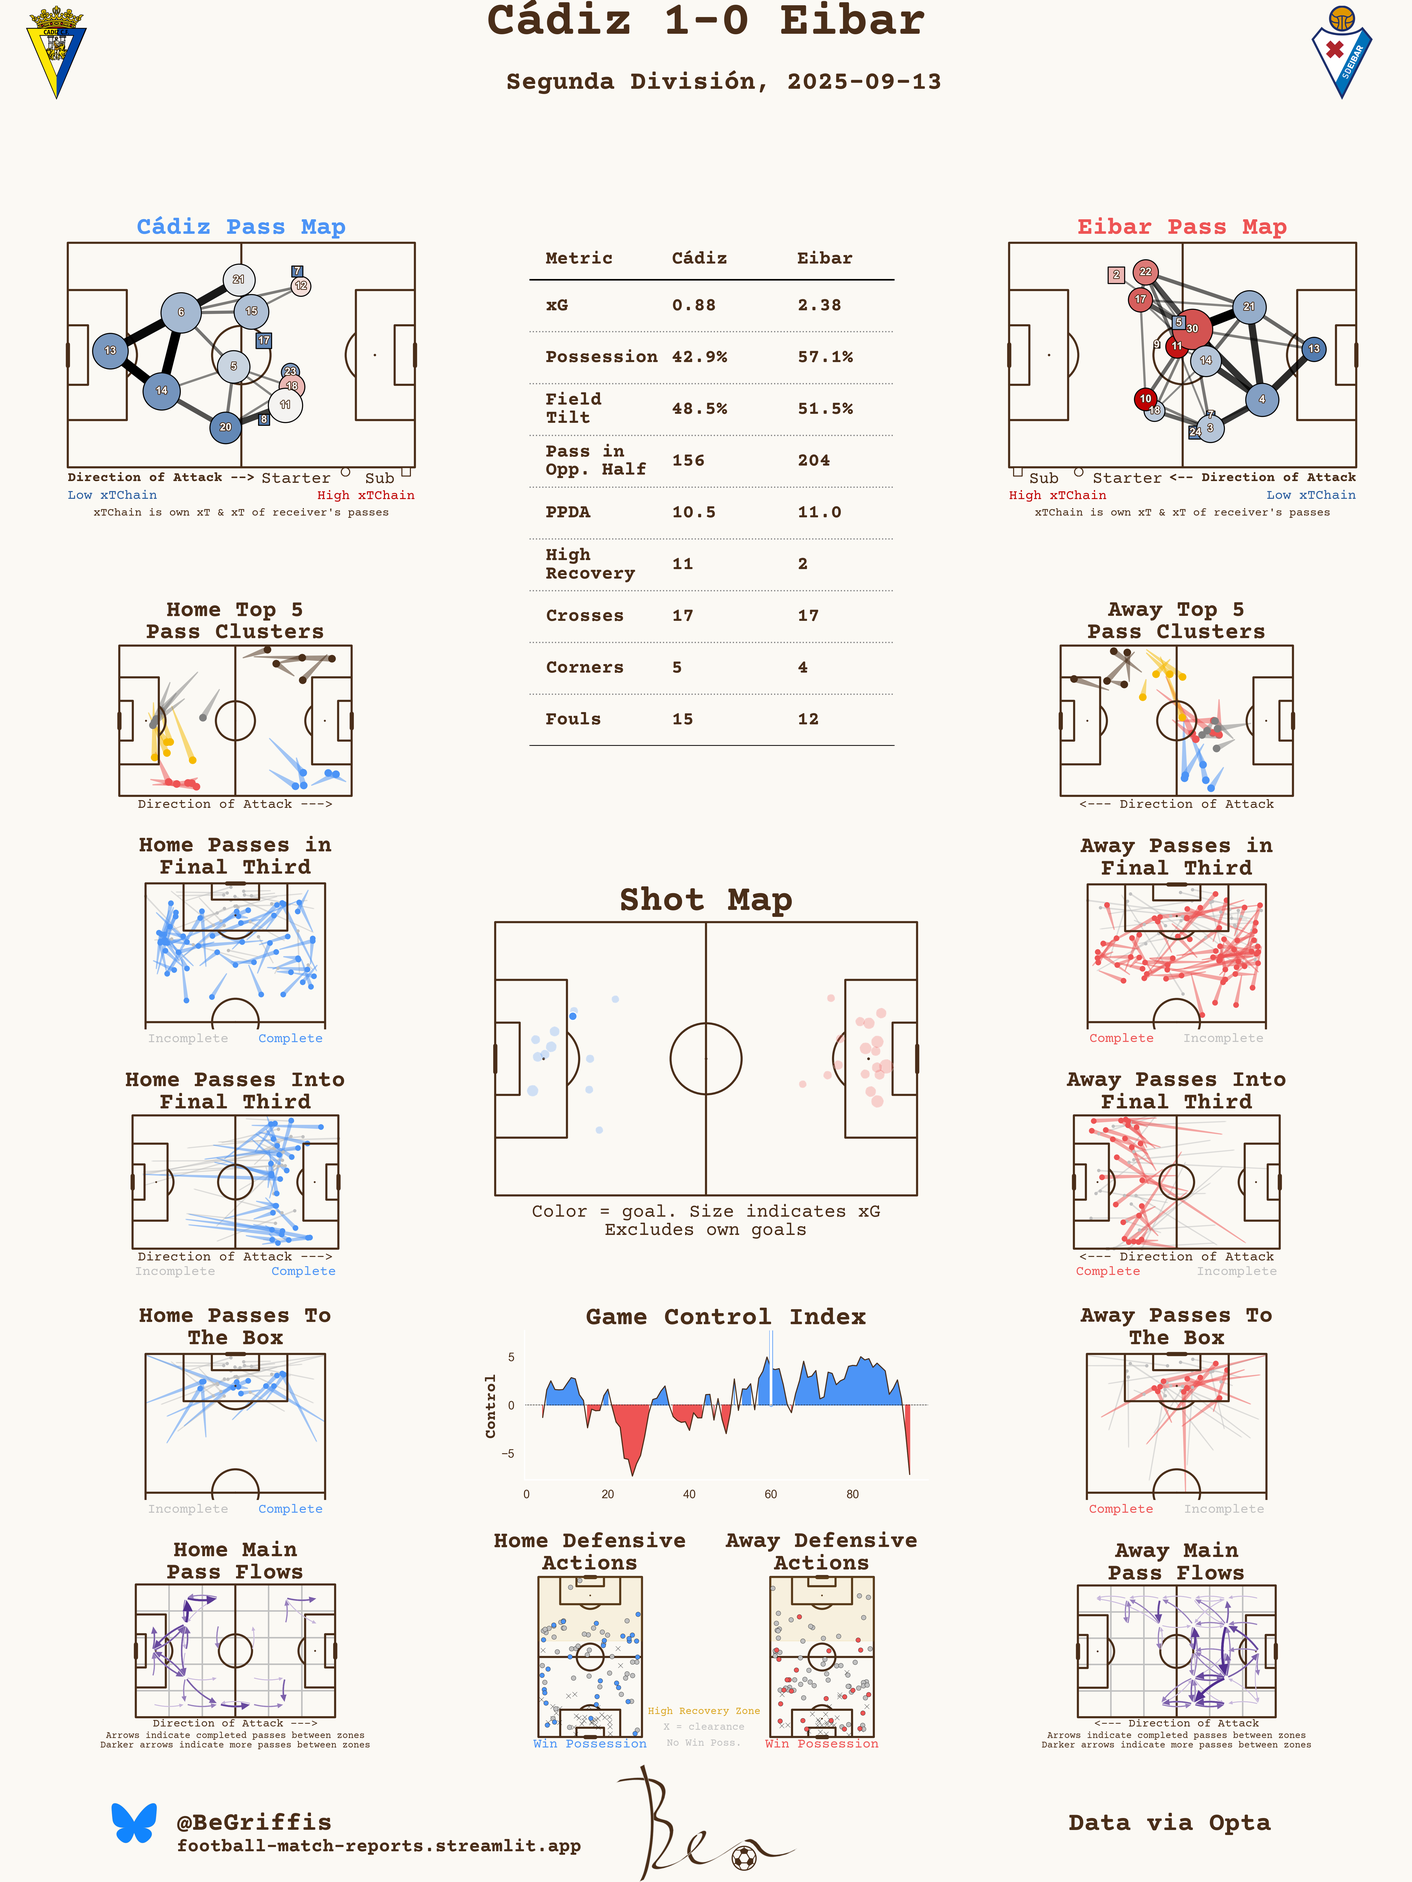 Cádiz 1-0 Eibar
Segunda División, 2025-09-13
CADIZ C.F.
SDEIBAR
Cádiz Pass Map
21
7
12
6
15
17
13
5
23
14
18
11
8
20
Direction of Attack --> Starter Sub
Low xTChain High xTChain
xTChain is own xT & xT of receiver's passes
Metric Cádiz Eibar
xG 0.88 2.38
Possession 42.9% 57.1%
Field
Tilt 48.5% 51.5%
Pass in
Opp. Half 156 204
PPDA 10.5 11.0
High
Recovery 11 2
Crosses 17 17
Corners 5 4
Fouls 15 12
Eibar Pass Map
2
22
17
21
5
30
9
11
13
14
10
18
4
7
3
24
Sub Starter <-- Direction of Attack
High xTChain Low xTChain
xTChain is own xT & xT of receiver's passes
Home Top 5
Pass Clusters
Direction of Attack --->
Away Top 5
Pass Clusters
<--- Direction of Attack
Home Passes in
Final Third
Incomplete Complete
Away Passes in
Final Third
Complete Incomplete
Shot Map
Color = goal. Size indicates xG
Excludes own goals
Home Passes Into
Final Third
Direction of Attack --->
Incomplete Complete
Away Passes Into
Final Third
<--- Direction of Attack
Complete Incomplete
Home Passes To
The Box
Incomplete Complete
Game Control Index
Control
5
0
−5
0 20 40 60 80
Away Passes To
The Box
Complete Incomplete
Home Main
Pass Flows
Direction of Attack --->
Arrows indicate completed passes between zones
Darker arrows indicate more passes between zones
Home Defensive
Actions
Win Possession
High Recovery Zone
X = clearance
No Win Poss.
Away Defensive
Actions
Win Possession
Away Main
Pass Flows
<--- Direction of Attack
Arrows indicate completed passes between zones
Darker arrows indicate more passes between zones
@BeGriffis
football-match-reports.streamlit.app
Ben
Data via Opta